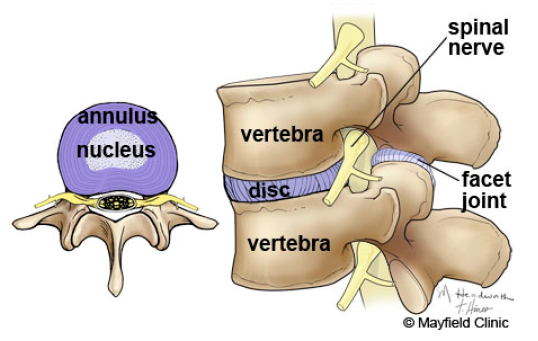 annulus
nucleus
spinal
nerve
vertebra
disc
facet
joint
vertebra
© Mayfield Clinic